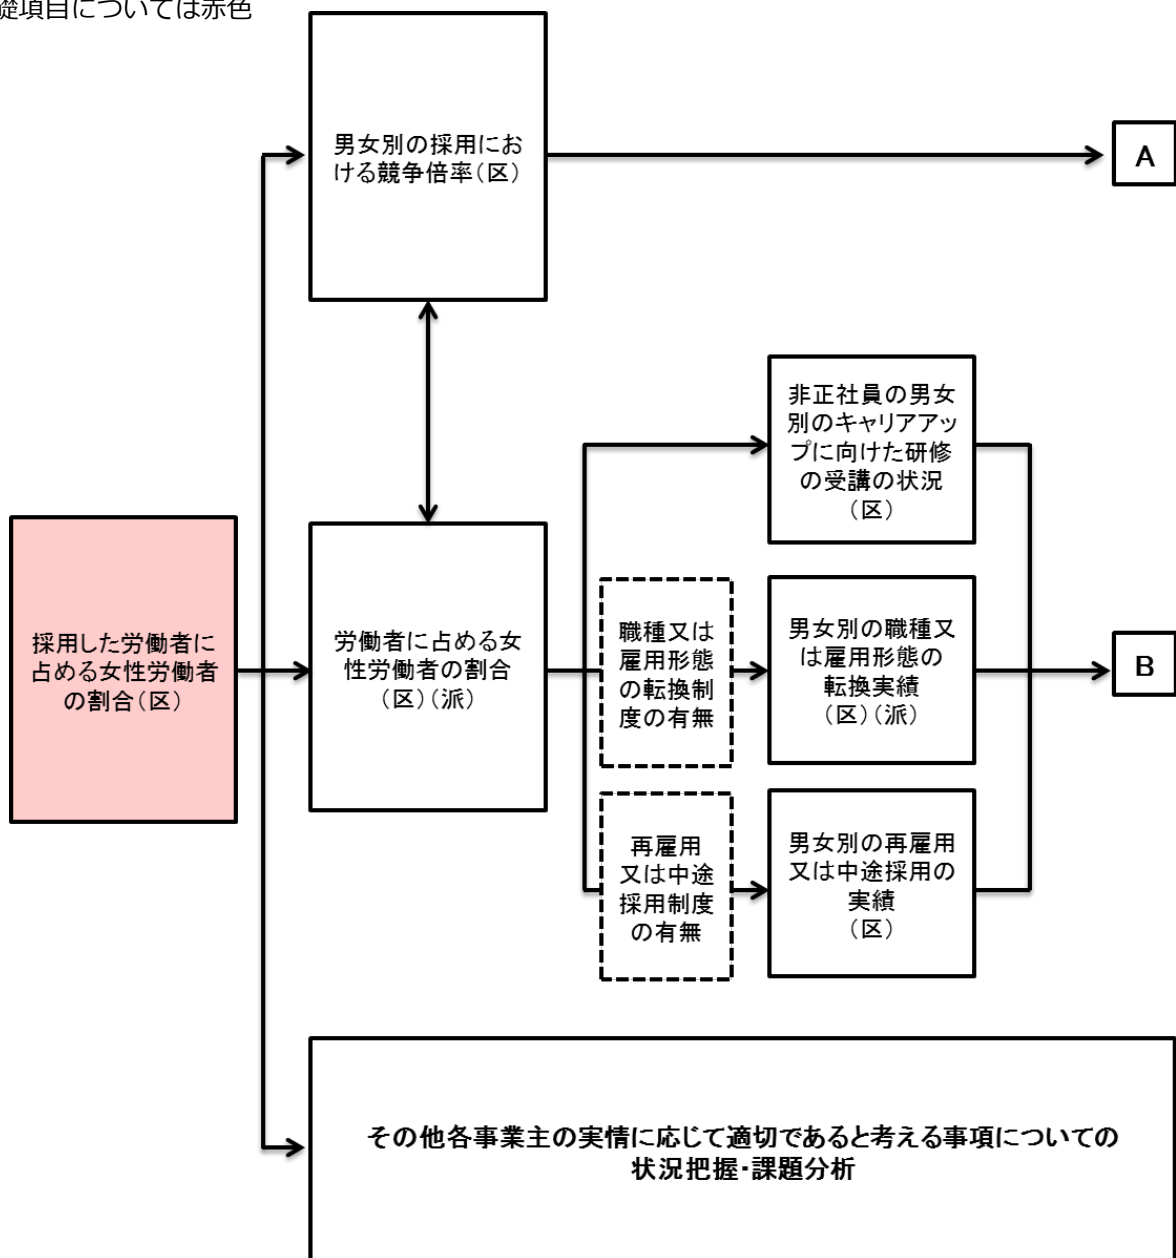 礎項目については赤色
男女別の採用にお
ける競争倍率(区)
A
非正社員の男女
別のキャリアアッ
プに向けた研修
の受講の状況
(区)
採用した労働者に
占める女性労働者
の割合(区)
労働者に占める女
性労働者の割合
(区)(派)
職種又は
雇用形態
の転換制
度の有無
男女別の職種又
は雇用形態の
転換実績
(区)(派)
B
再雇用
又は中途
採用制度
の有無
男女別の再雇用
又は中途採用の
実績
(区)
その他各事業主の実情に応じて適切であると考える事項についての
状況把握・課題分析